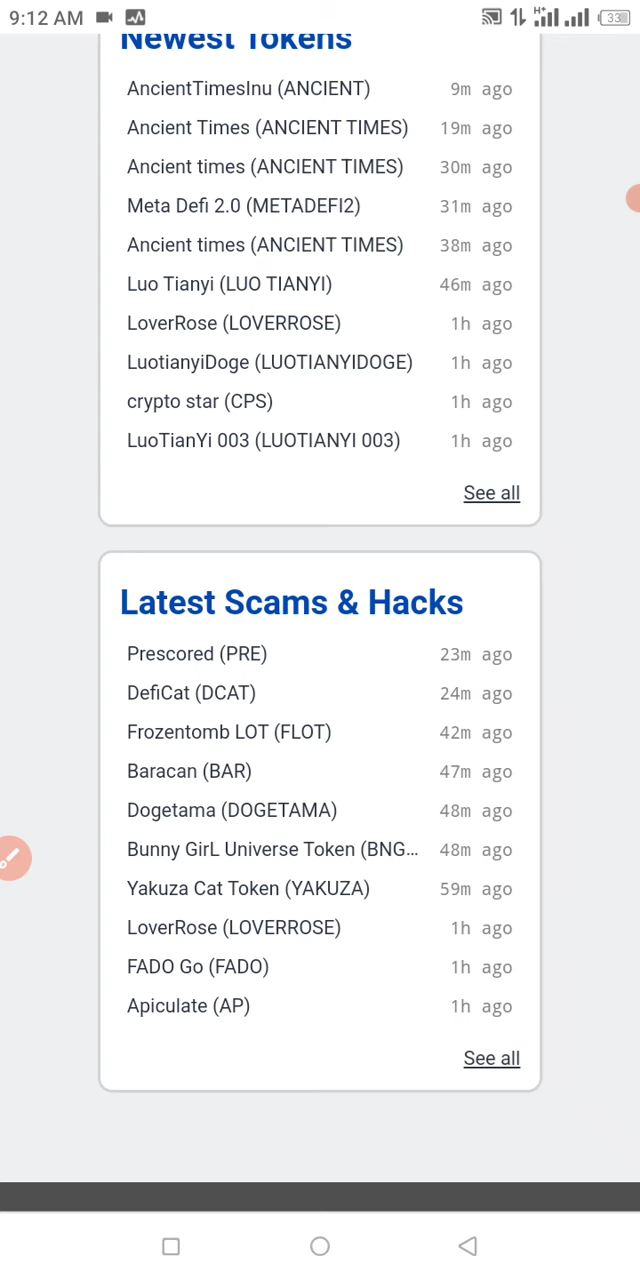 9:12 AM 33
Newest Tokens
AncientTimesInu (ANCIENT) 9m ago
Ancient Times (ANCIENT TIMES) 19m ago
Ancient times (ANCIENT TIMES) 30m ago
Meta Defi 2.0 (METADEFI2) 31m ago
Ancient times (ANCIENT TIMES) 38m ago
Luo Tianyi (LUO TIANYI) 46m ago
LoverRose (LOVERROSE) 1h ago
LuotianyiDoge (LUOTIANYIDOGE) 1h ago
crypto star (CPS) 1h ago
LuoTianYi 003 (LUOTIANYI 003) 1h ago
See all
Latest Scams & Hacks
Prescored (PRE) 23m ago
DefiCat (DCAT) 24m ago
Frozentomb LOT (FLOT) 42m ago
Baracan (BAR) 47m ago
Dogetama (DOGETAMA) 48m ago
Bunny GirL Universe Token (BNG... 48m ago
Yakuza Cat Token (YAKUZA) 59m ago
LoverRose (LOVERROSE) 1h ago
FADO Go (FADO) 1h ago
Apiculate (AP) 1h ago
See all